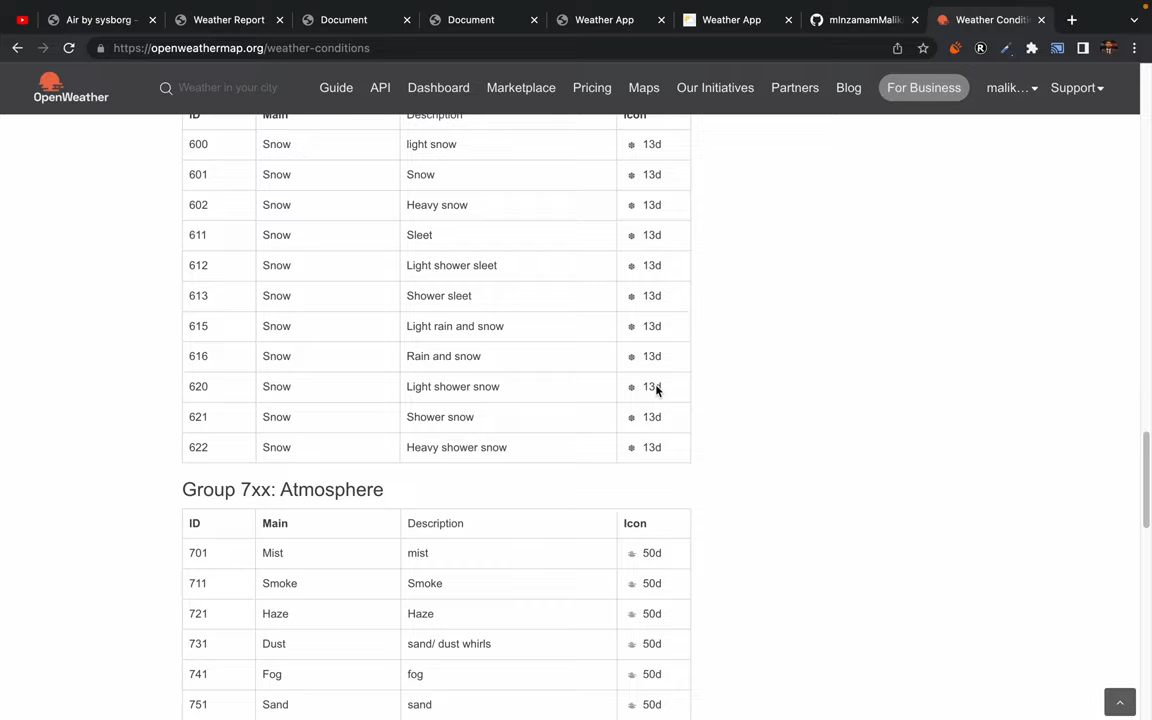 Air by sysborg -
Weather Report
Document
Document
Weather App
Weather App
mInzamamMalik
Weather Conditi
https://openweathermap.org/weather-conditions
OpenWeather
Weather in your city
Guide
API
Dashboard
Marketplace
Pricing
Maps
Our Initiatives
Partners
Blog
For Business
malik...
Support
ID Main Description Icon
600 Snow light snow 13d
601 Snow Snow 13d
602 Snow Heavy snow 13d
611 Snow Sleet 13d
612 Snow Light shower sleet 13d
613 Snow Shower sleet 13d
615 Snow Light rain and snow 13d
616 Snow Rain and snow 13d
620 Snow Light shower snow 13d
621 Snow Shower snow 13d
622 Snow Heavy shower snow 13d
Group 7xx: Atmosphere
ID Main Description Icon
701 Mist mist 50d
711 Smoke Smoke 50d
721 Haze Haze 50d
731 Dust sand/ dust whirls 50d
741 Fog fog 50d
751 Sand sand 50d